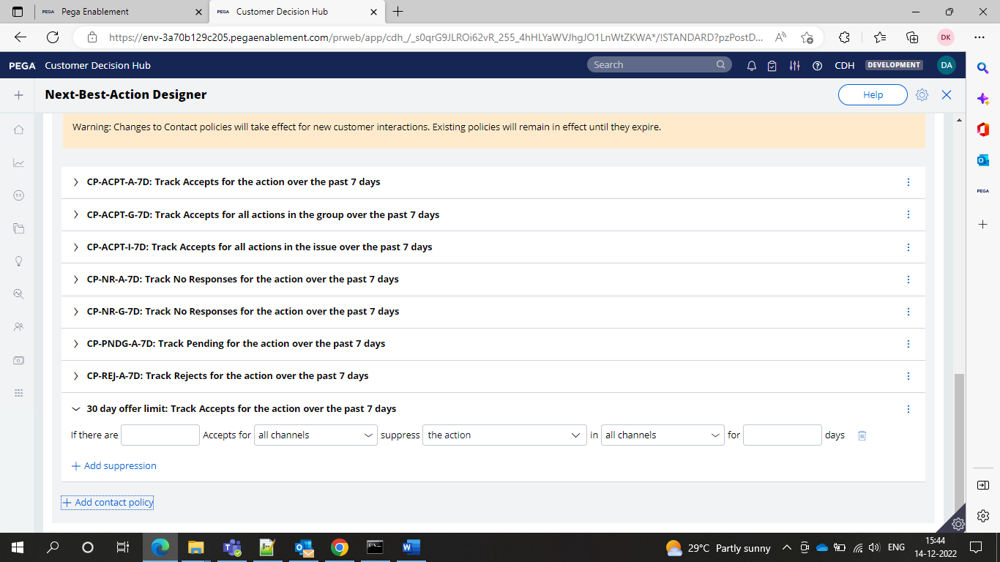 PEGA Pega Enablement
PEGA Customer Decision Hub
https://env-3a70b129c205.pegaenablement.com/prweb/app/cdh_/_s0qrG9JLROi62vR_255_4hHLYaWVJhgJO1LnWtZKWA*/!STANDARD?pzPostD...
DK
PEGA Customer Decision Hub
Search
CDH DEVELOPMENT DA
Next-Best-Action Designer
Help
Warning: Changes to Contact policies will take effect for new customer interactions. Existing policies will remain in effect until they expire.
CP-ACPT-A-7D: Track Accepts for the action over the past 7 days
CP-ACPT-G-7D: Track Accepts for all actions in the group over the past 7 days
CP-ACPT-I-7D: Track Accepts for all actions in the issue over the past 7 days
CP-NR-A-7D: Track No Responses for the action over the past 7 days
CP-NR-G-7D: Track No Responses for the action over the past 7 days
CP-PNDG-A-7D: Track Pending for the action over the past 7 days
CP-REJ-A-7D: Track Rejects for the action over the past 7 days
30 day offer limit: Track Accepts for the action over the past 7 days
If there are Accepts for all channels suppress the action in all channels for days
+ Add suppression
+ Add contact policy
PEGA
29°C Partly sunny
ENG
15:44
14-12-2022